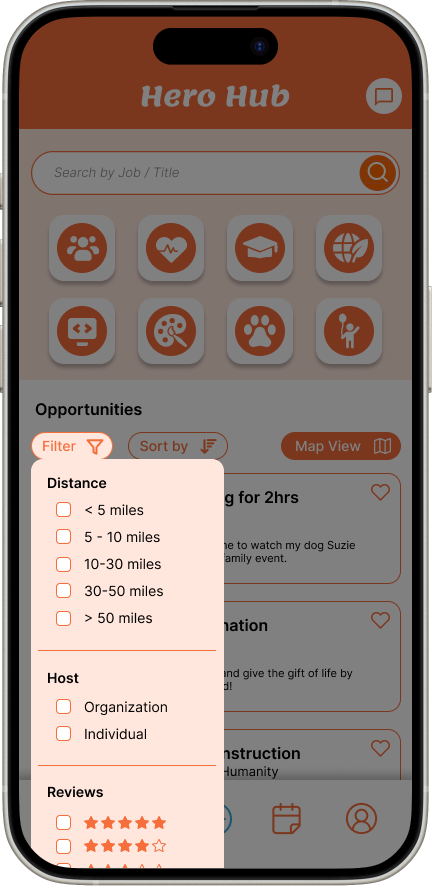 Hero Hub
Search by Job / Title
Opportunities
Filter
Sort by
Map View
Distance
< 5 miles
5 - 10 miles
10-30 miles
30-50 miles
> 50 miles
Host
Organization
Individual
Reviews
g for 2hrs
me to watch my dog Suzie
family event.
nation
and give the gift of life by
d!
nstruction
Humanity